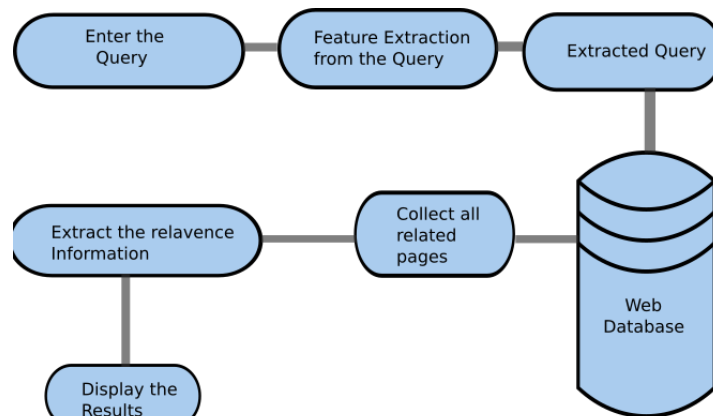 Enter the
Query
Feature Extraction
from the Query
Extracted Query
Web
Database
Collect all
related
pages
Extract the relavence
Information
Display the
Results